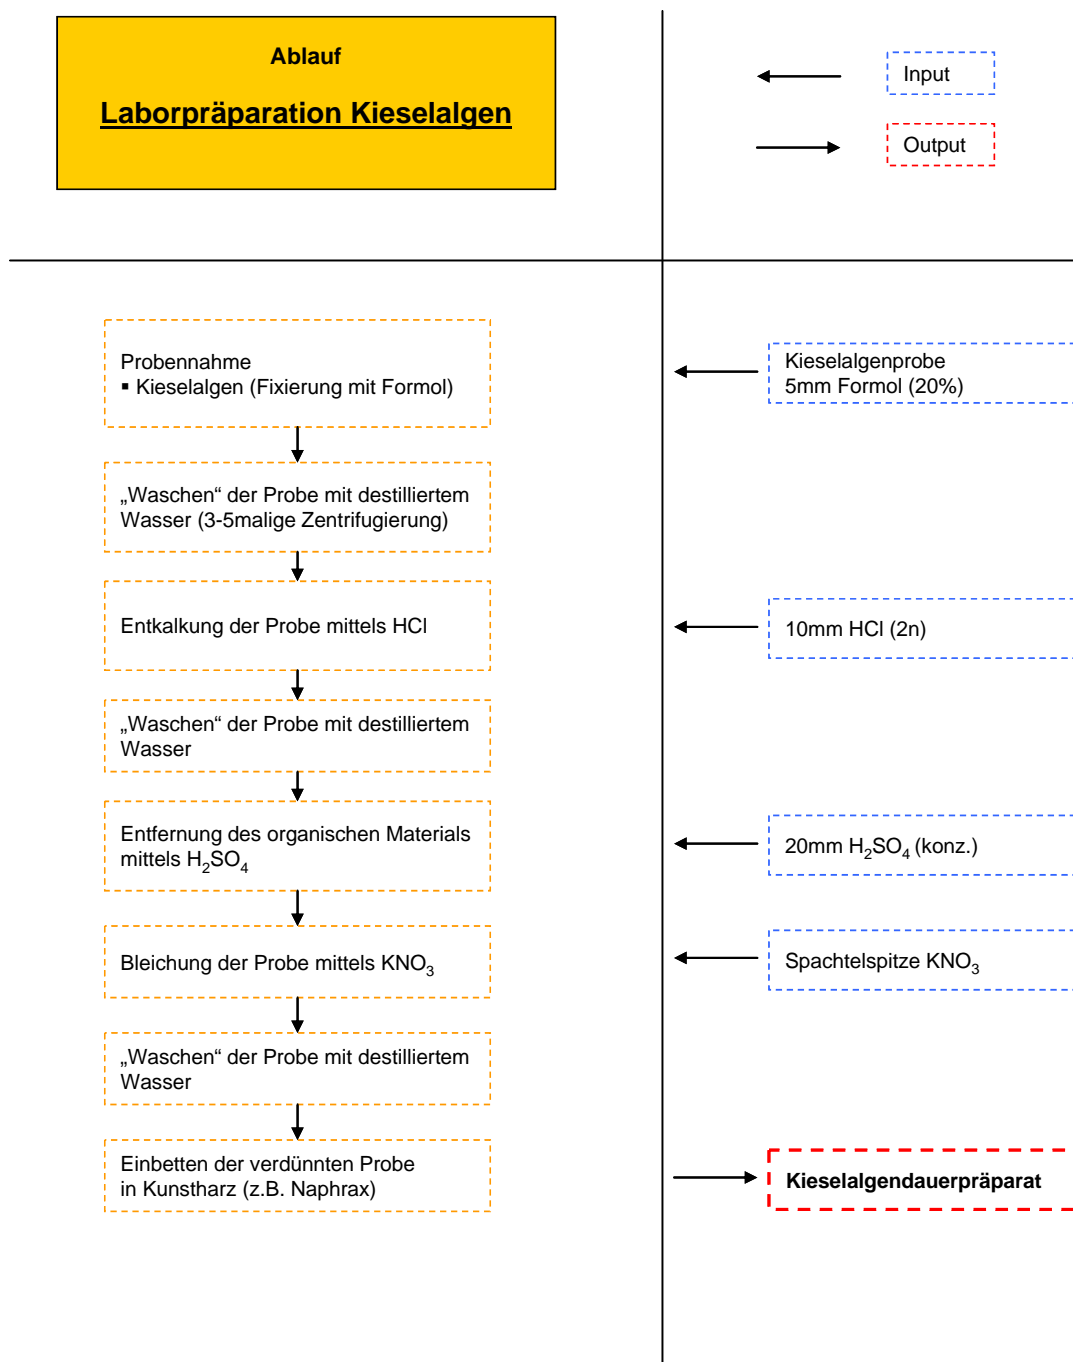 Ablauf
Laborpräparation Kieselalgen
Input
Output
Probennahme
▪ Kieselalgen (Fixierung mit Formol)
Kieselalgenprobe
5mm Formol (20%)
„Waschen“ der Probe mit destilliertem
Wasser (3-5malige Zentrifugierung)
Entkalkung der Probe mittels HCl
10mm HCl (2n)
„Waschen“ der Probe mit destilliertem
Wasser
Entfernung des organischen Materials
mittels H₂SO₄
20mm H₂SO₄ (konz.)
Bleichung der Probe mittels KNO₃
Spachtelspitze KNO₃
„Waschen“ der Probe mit destilliertem
Wasser
Einbetten der verdünnten Probe
in Kunstharz (z.B. Naphrax)
Kieselalgendauerpräparat